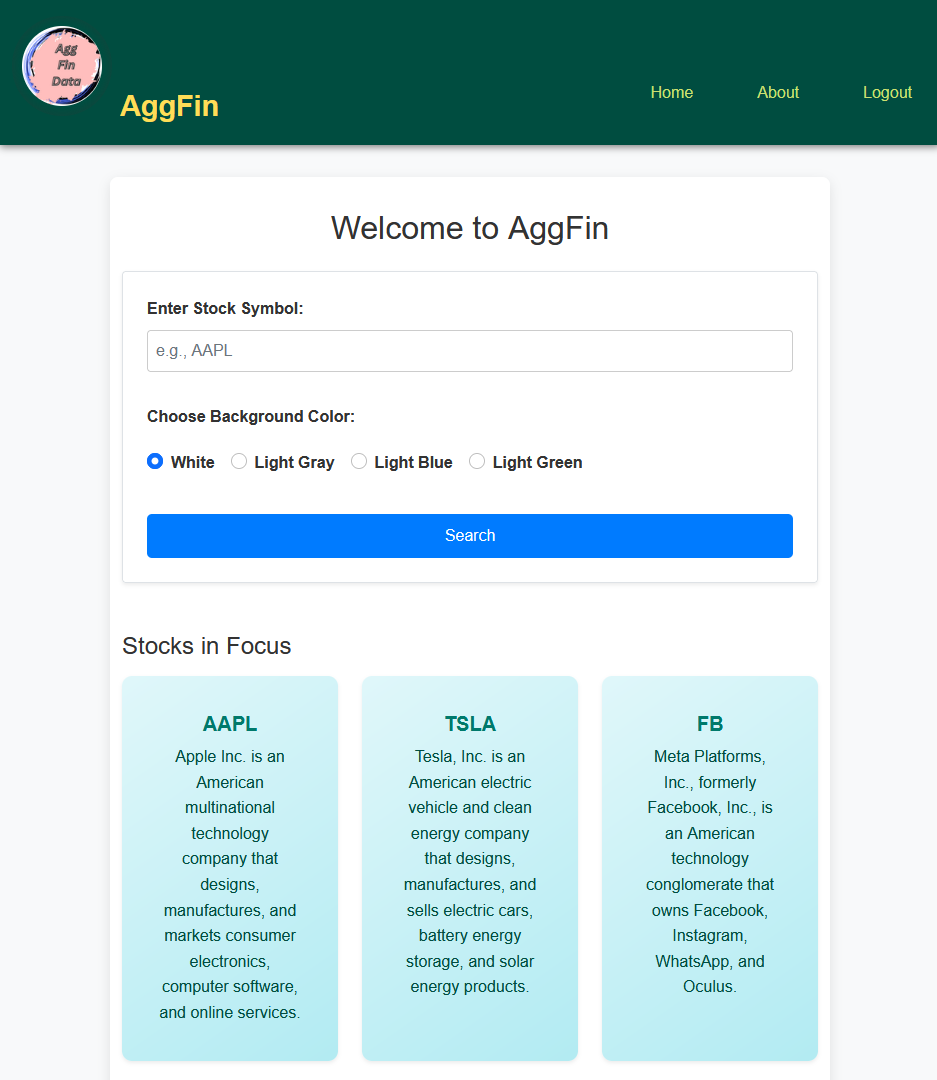 Agg
Fin
Data
AggFin
Home
About
Logout
Welcome to AggFin
Enter Stock Symbol:
e.g., AAPL
Choose Background Color:
White
Light Gray
Light Blue
Light Green
Search
Stocks in Focus
AAPL
Apple Inc. is an
American
multinational
technology
company that
designs,
manufactures, and
markets consumer
electronics,
computer software,
and online services.
TSLA
Tesla, Inc. is an
American electric
vehicle and clean
energy company
that designs,
manufactures, and
sells electric cars,
battery energy
storage, and solar
energy products.
FB
Meta Platforms,
Inc., formerly
Facebook, Inc., is
an American
technology
conglomerate that
owns Facebook,
Instagram,
WhatsApp, and
Oculus.